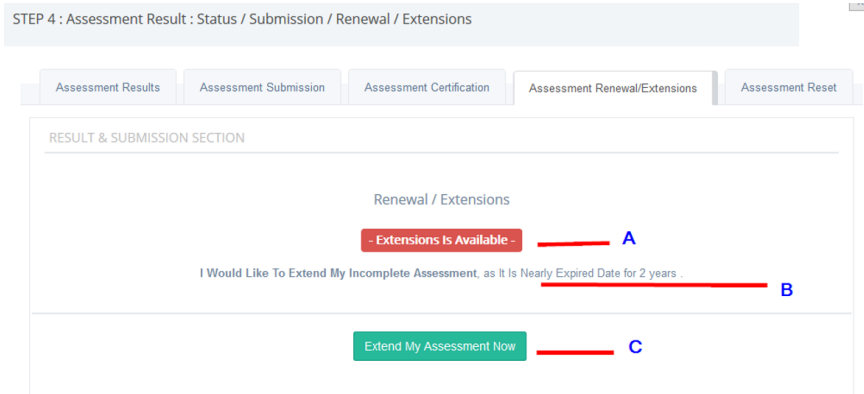 STEP 4 : Assessment Result : Status / Submission / Renewal / Extensions
Assessment Results
Assessment Submission
Assessment Certification
Assessment Renewal/Extensions
Assessment Reset
RESULT & SUBMISSION SECTION
Renewal / Extensions
- Extensions Is Available -
A
I Would Like To Extend My Incomplete Assessment, as It Is Nearly Expired Date for 2 years .
B
Extend My Assessment Now
C